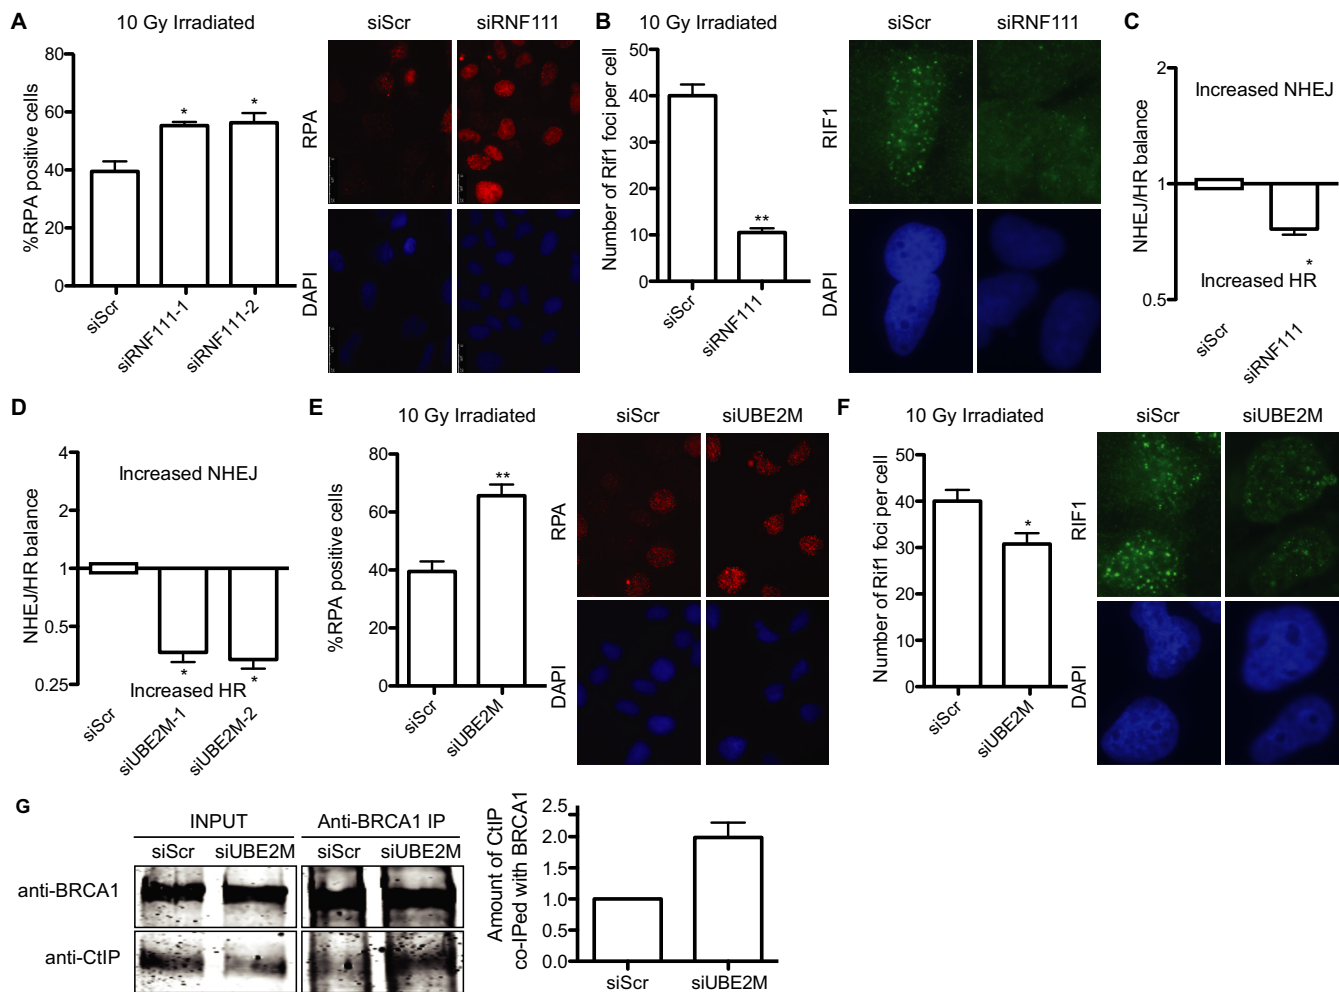 A
10 Gy Irradiated
siScr
siRNF111
%RPA positive cells
80
60
40
20
0
*
*
siScr
siRNF111-1
siRNF111-2
RPA
DAPI
B
10 Gy Irradiated
siScr
siRNF111
Number of Rif1 foci per cell
50
40
30
20
10
0
**
siScr
siRNF111
RIF1
DAPI
C
NHEJ/HR balance
2
1
0.5
Increased NHEJ
*
Increased HR
siScr
siRNF111
D
NHEJ/HR balance
4
2
1
0.5
0.25
Increased NHEJ
*
*
Increased HR
siScr
siUBE2M-1
siUBE2M-2
E
10 Gy Irradiated
siScr
siUBE2M
%RPA positive cells
80
60
40
20
0
**
siScr
siUBE2M
RPA
DAPI
F
10 Gy Irradiated
siScr
siUBE2M
Number of Rif1 foci per cell
50
40
30
20
10
0
*
siScr
siUBE2M
RIF1
DAPI
G
INPUT
Anti-BRCA1 IP
siScr
siUBE2M
siScr
siUBE2M
anti-BRCA1
anti-CtIP
Amount of CtIP
co-IPed with BRCA1
2.5
2.0
1.5
1.0
0.5
0.0
siScr
siUBE2M